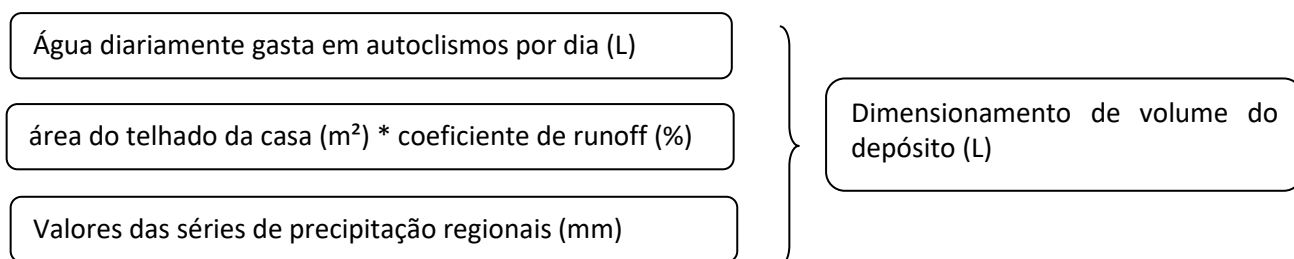 Água diariamente gasta em autoclismos por dia (L)
área do telhado da casa (m²) * coeficiente de runoff (%)
Valores das séries de precipitação regionais (mm)
Dimensionamento de volume do
depósito (L)